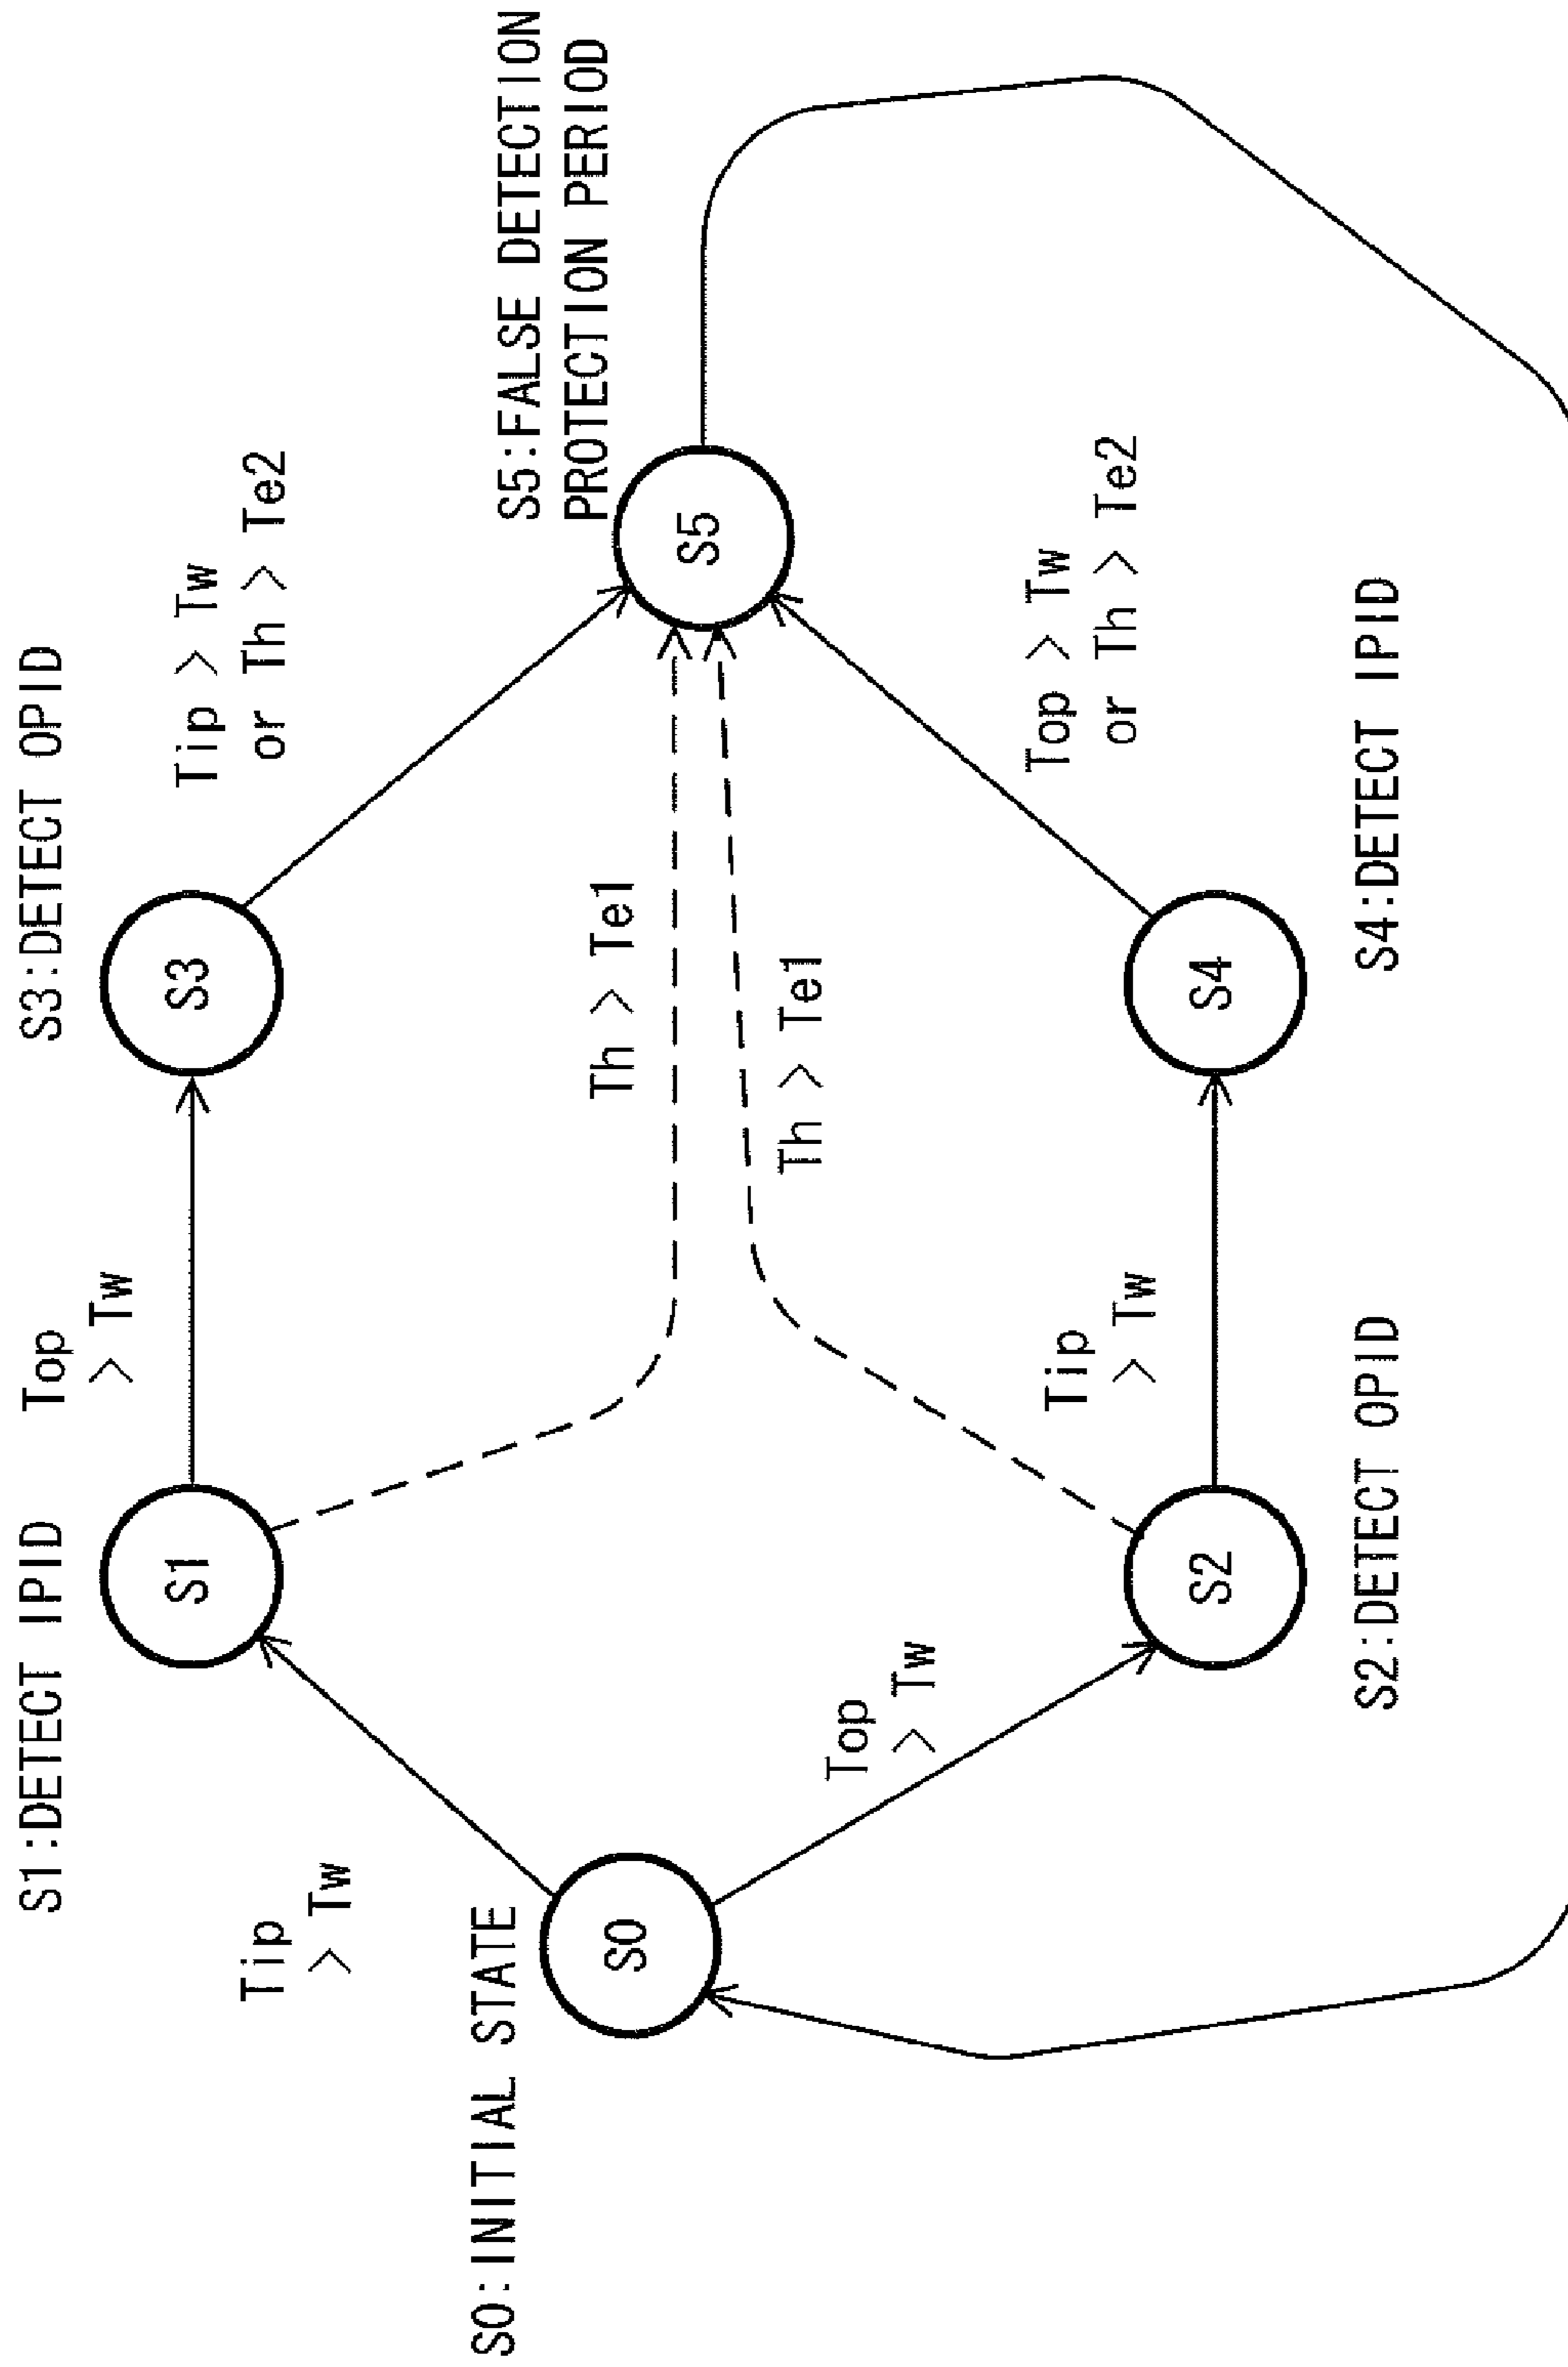 S1:DETECT IPID
S3:DETECT OPID
Top
> Tw
Tip
> Tw
Tip > Tw
or Th > Te2
S1
S3
S0:INITIAL STATE
S5:FALSE DETECTION
PROTECTION PERIOD
Th > Te1
S0
S5
Th > Te1
Top
> Tw
Tip
> Tw
Top > Tw
or Th > Te2
S2
S4
S2:DETECT OPID
S4:DETECT IPID